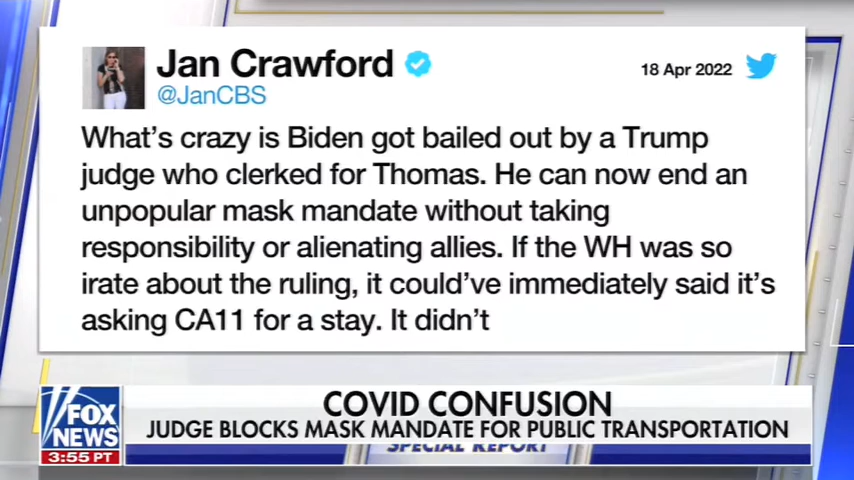 Jan Crawford
@JanCBS
18 Apr 2022
What's crazy is Biden got bailed out by a Trump
judge who clerked for Thomas. He can now end an
unpopular mask mandate without taking
responsibility or alienating allies. If the WH was so
irate about the ruling, it could've immediately said it's
asking CA11 for a stay. It didn't
FOX
NEWS
3:55 PT
COVID CONFUSION
JUDGE BLOCKS MASK MANDATE FOR PUBLIC TRANSPORTATION
SPECIAL REPORT